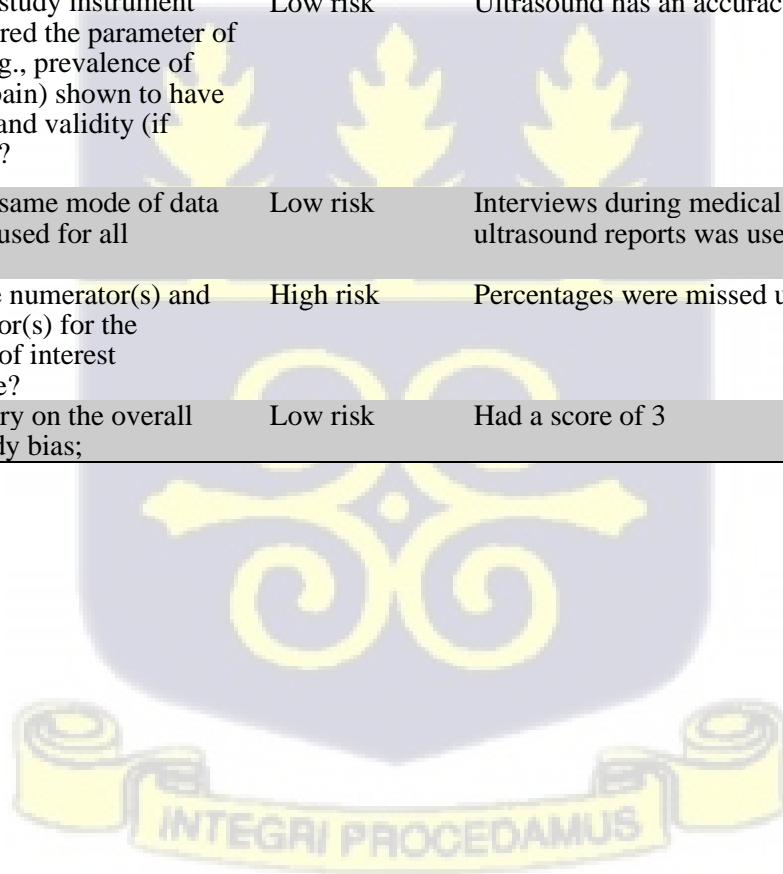 study instrument Low risk Ultrasound has an accurac
red the parameter of
g., prevalence of
pain) shown to have
and validity (if
?
same mode of data Low risk Interviews during medical
used for all ultrasound reports was use
e numerator(s) and High risk Percentages were missed u
or(s) for the
of interest
e?
ry on the overall Low risk Had a score of 3
dy bias;
INTEGRI PROCEDAMUS